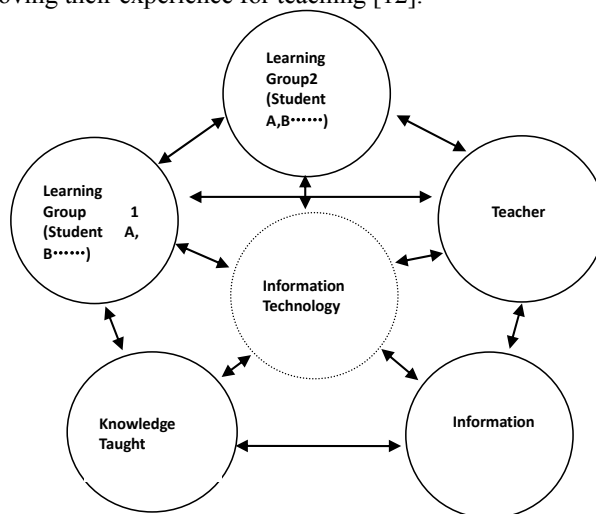 oving their experience for teaching [12].
Learning
Group2
(Student
A,B••••••)
Learning
Group 1
(Student A,
B••••••)
Teacher
Information
Technology
Knowledge
Taught
Information